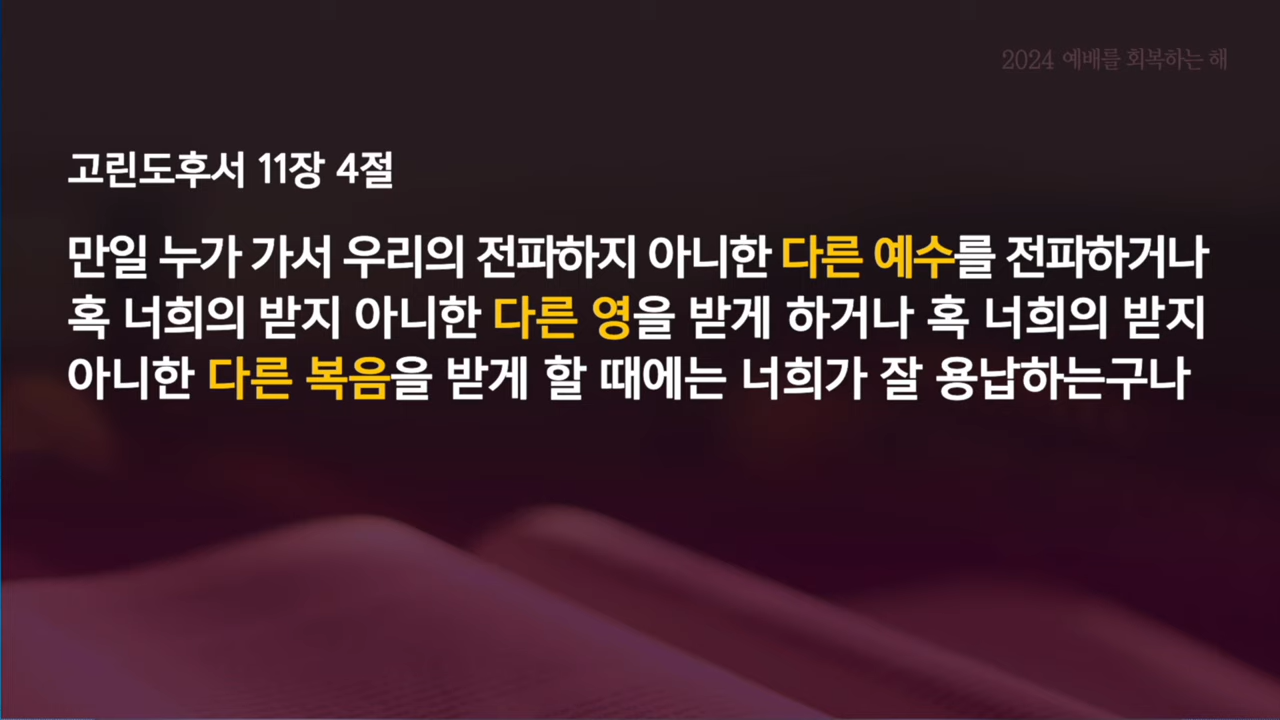 2024 예배를 회복하는 해
고린도후서 11장 4절
만일 누가 가서 우리의 전파하지 아니한 다른 예수를 전파하거나
혹 너희의 받지 아니한 다른 영을 받게 하거나 혹 너희의 받지
아니한 다른 복음을 받게 할 때에는 너희가 잘 용납하는구나